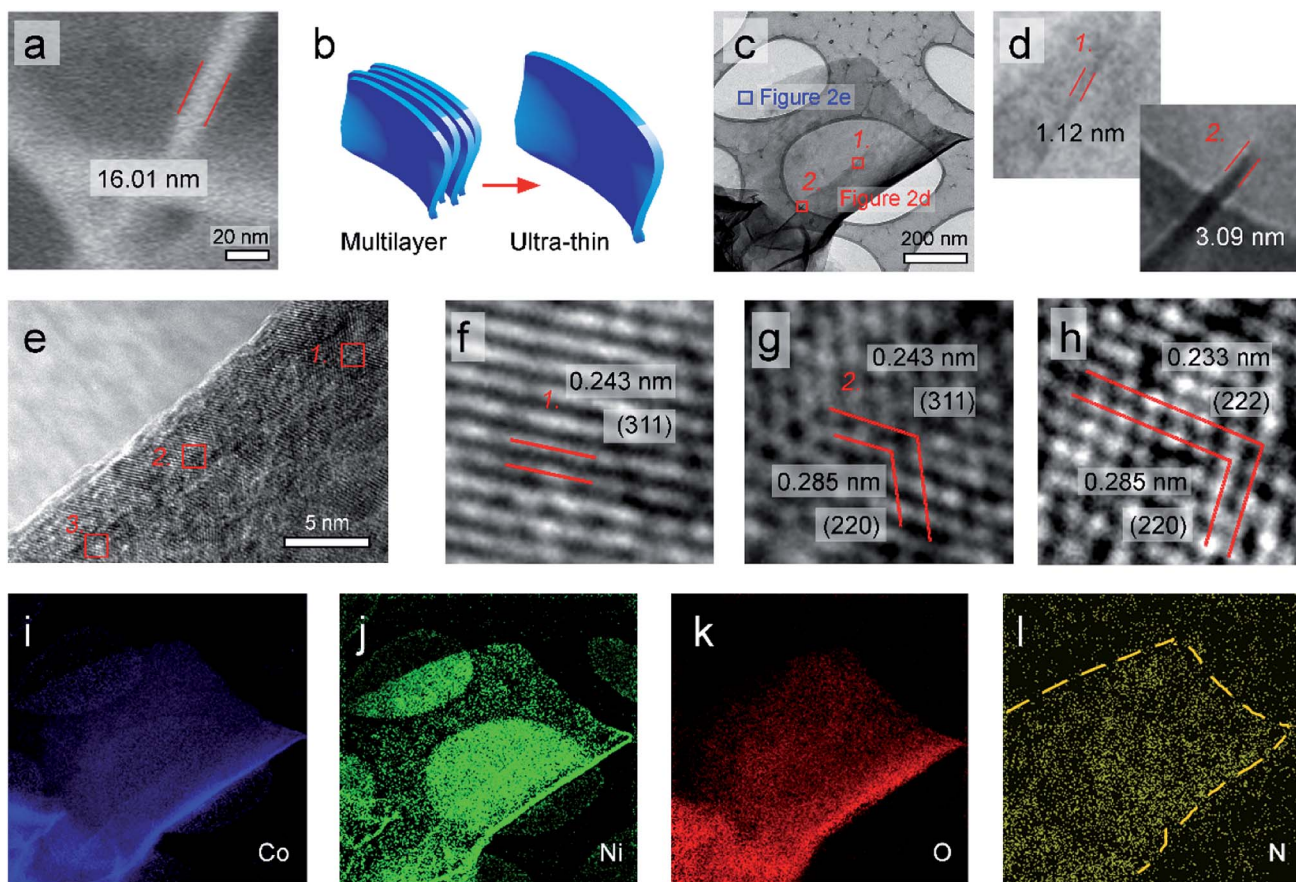 a
16.01 nm
20 nm
b
Multilayer
Ultra-thin
c
Figure 2e
1.
2.
Figure 2d
200 nm
d
1.
1.12 nm
2.
3.09 nm
e
1.
2.
3.
5 nm
f
0.243 nm
1.
(311)
g
0.243 nm
2.
(311)
0.285 nm
(220)
h
0.233 nm
(222)
0.285 nm
(220)
i
Co
j
Ni
k
O
l
N